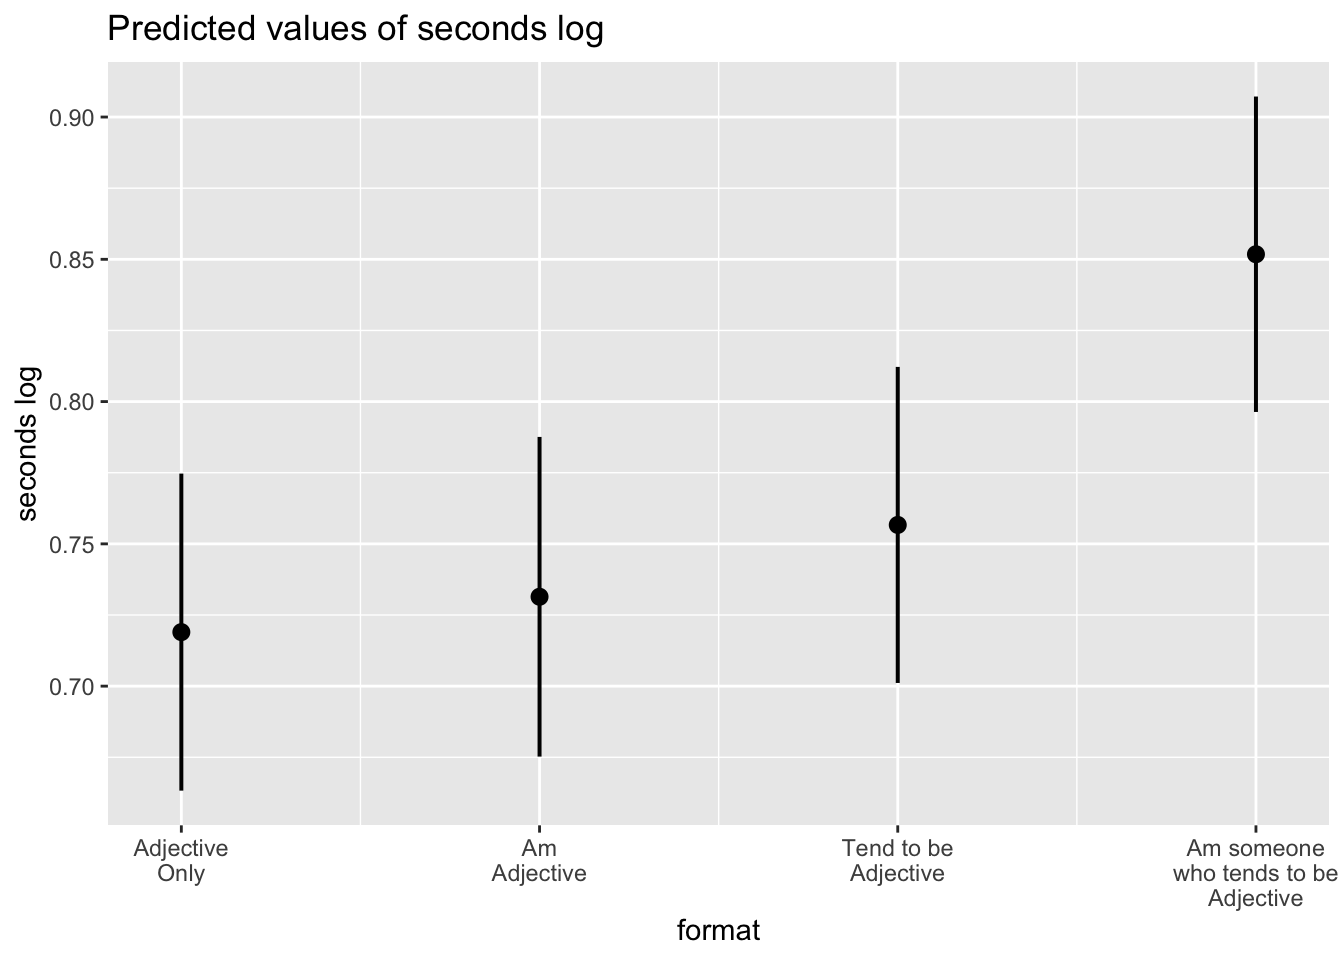 Predicted values of seconds log
seconds log
0.90
0.85
0.80
0.75
0.70
Adjective
Only
Am
Adjective
Tend to be
Adjective
Am someone
who tends to be
Adjective
format